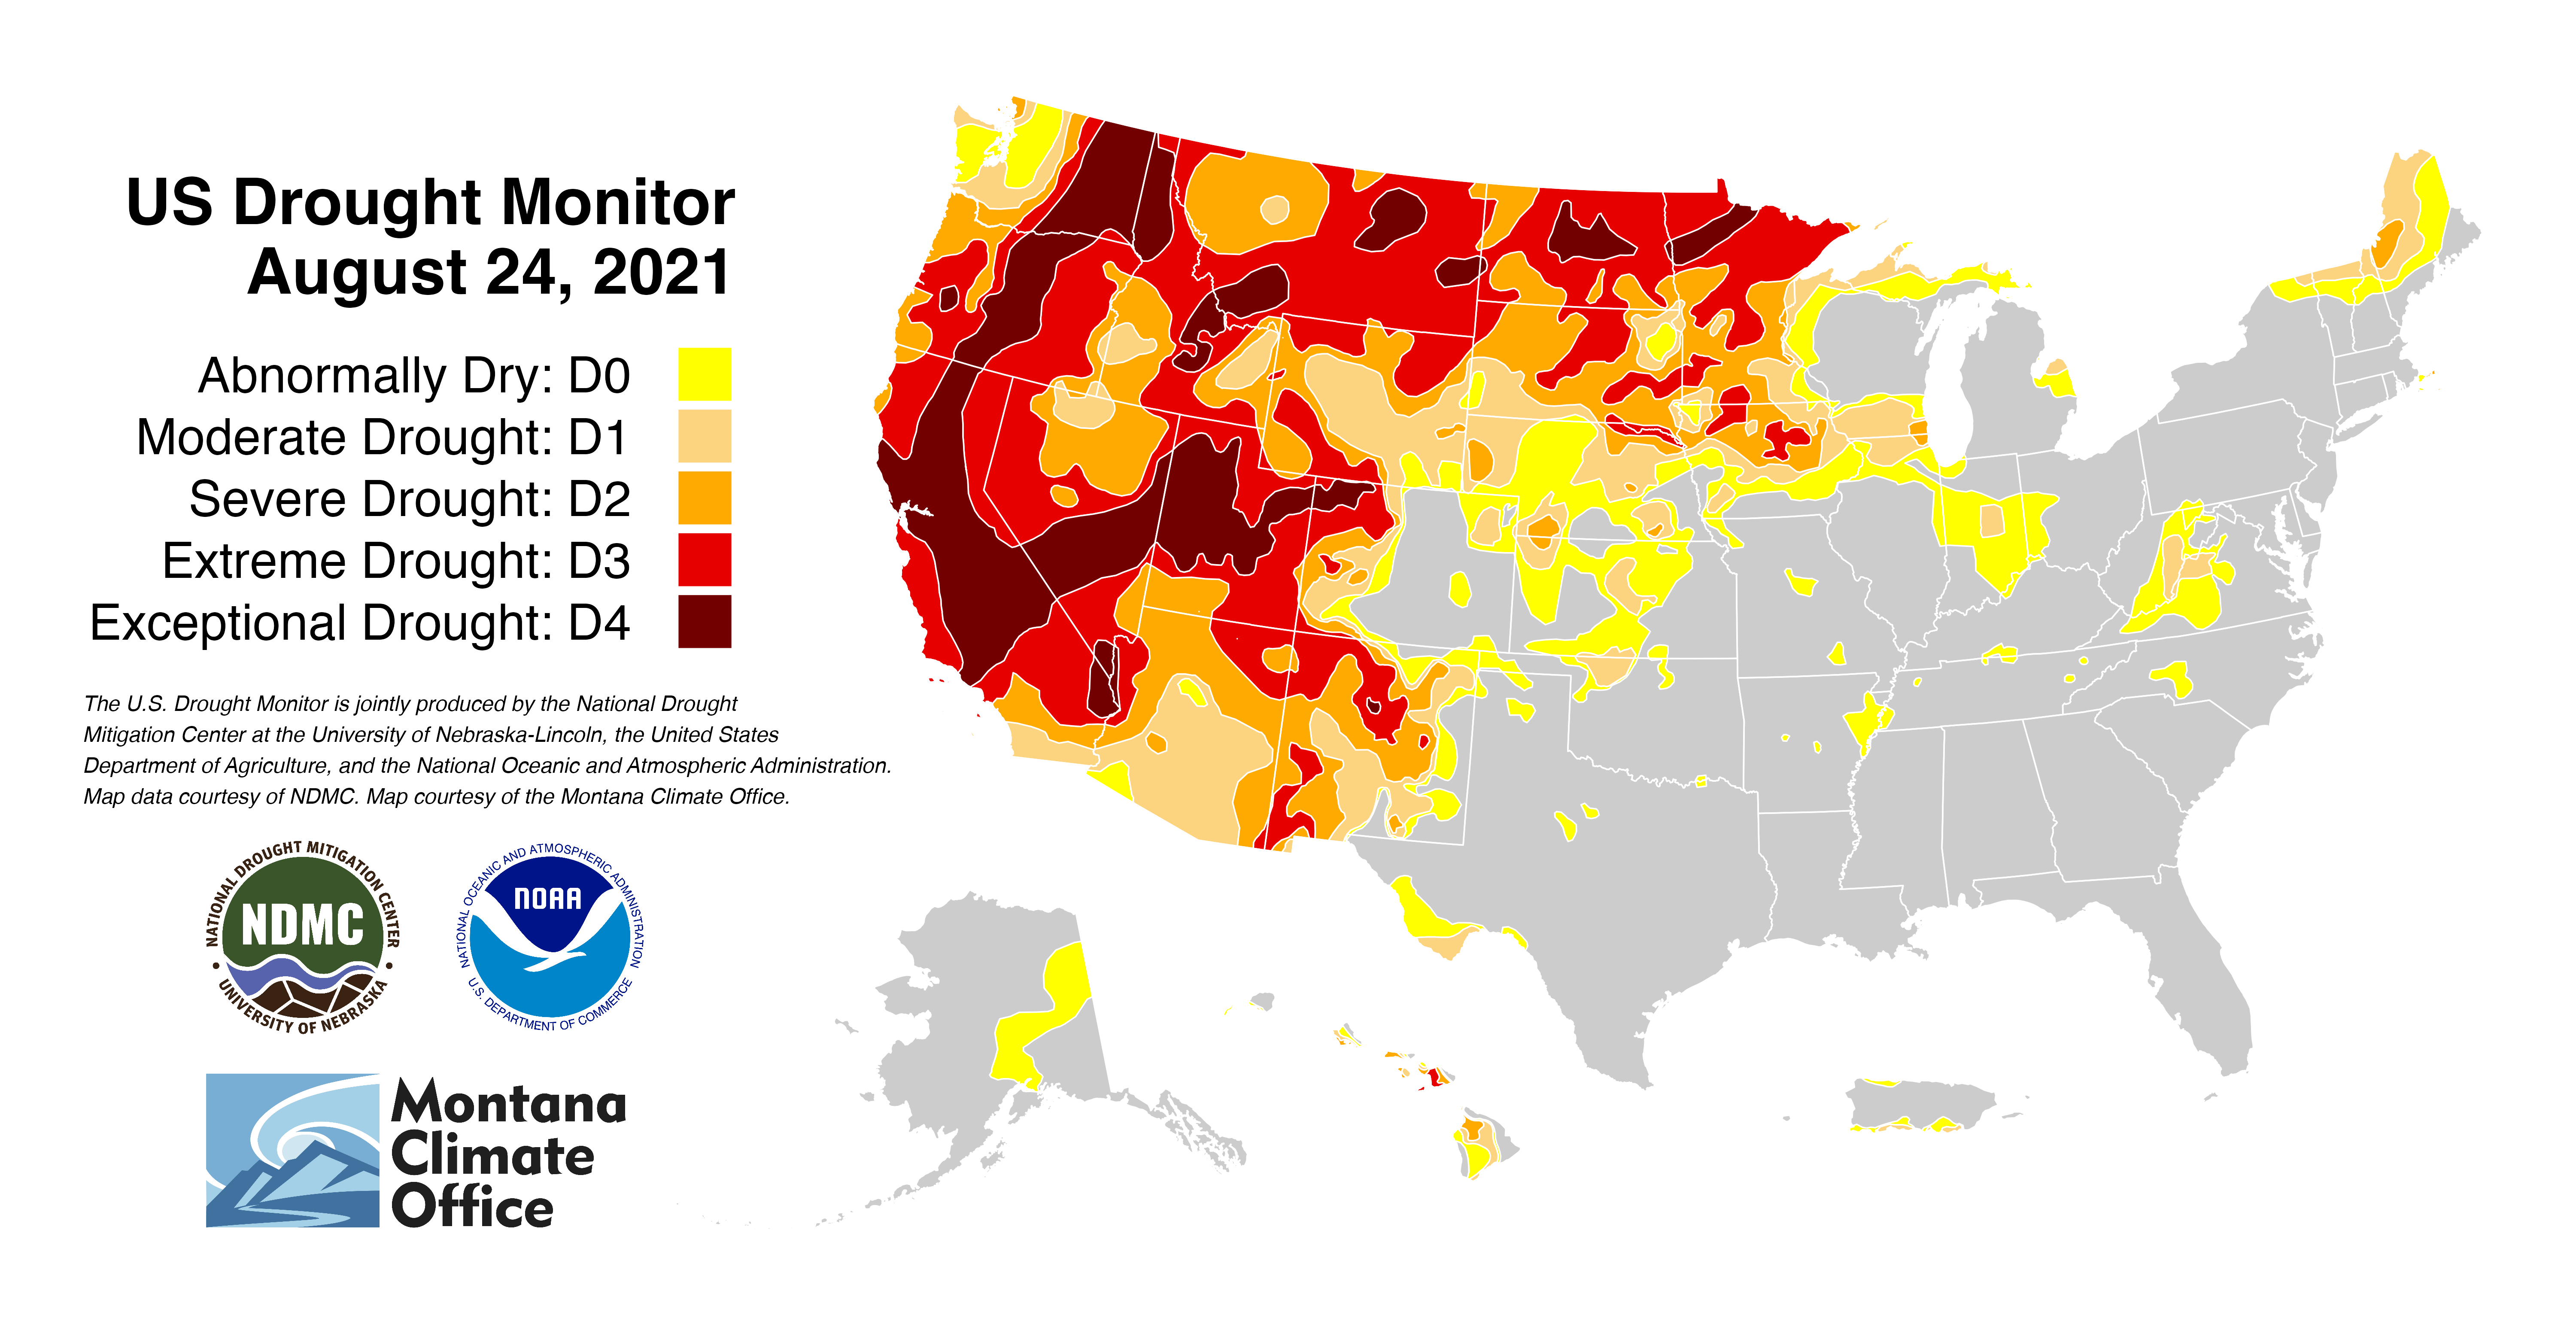 US Drought Monitor
August 24, 2021
Abnormally Dry: D0
Moderate Drought: D1
Severe Drought: D2
Extreme Drought: D3
Exceptional Drought: D4
The U.S. Drought Monitor is jointly produced by the National Drought
Mitigation Center at the University of Nebraska-Lincoln, the United States
Department of Agriculture, and the National Oceanic and Atmospheric Administration.
Map data courtesy of NDMC. Map courtesy of the Montana Climate Office.
NATIONAL DROUGHT MITIGATION CENTER
NDMC
• UNIVERSITY OF NEBRASKA •
NATIONAL OCEANIC AND ATMOSPHERIC ADMINISTRATION
NOAA
U.S. DEPARTMENT OF COMMERCE
Montana
Climate
Office